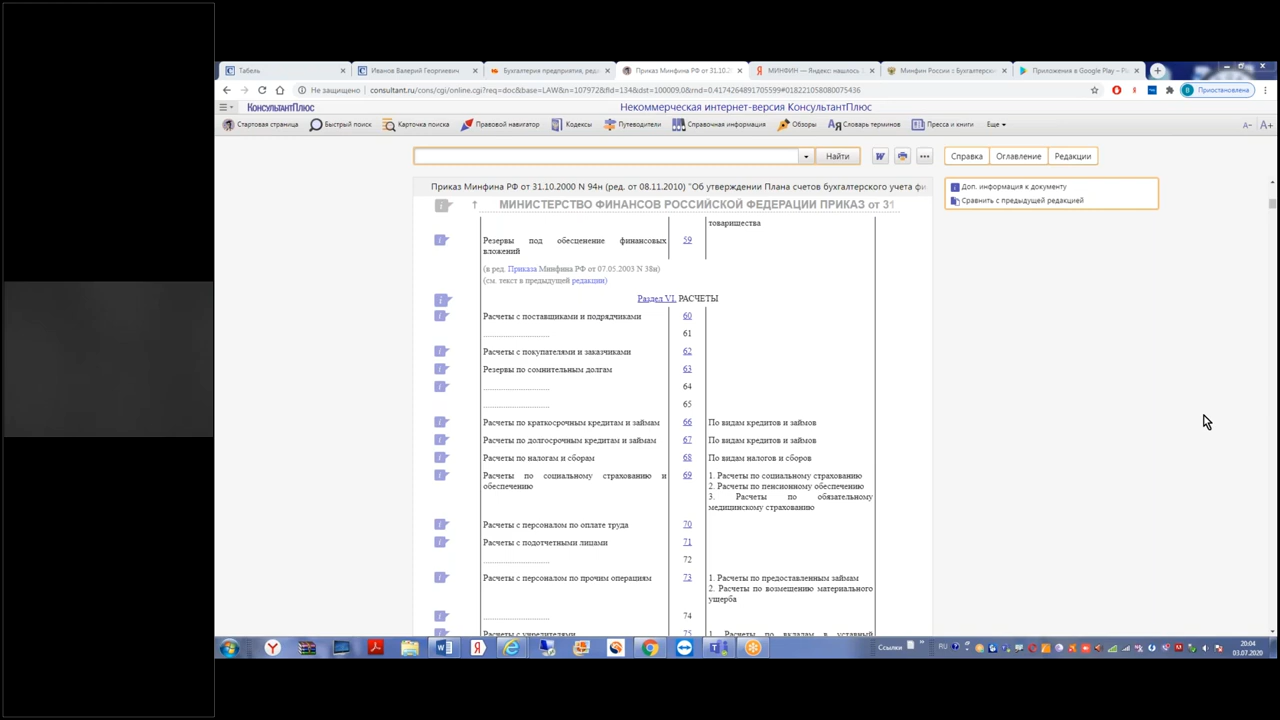 Табель
Иванов Валерий Георгиевич
Бухгалтерия предприятия, ред
Приказ Минфина РФ от 31.10.2
МИНФИН — Яндекс: нашлось
Минфин России :: Бухгалтерск
Приложения в Google Play – Pl
Не защищено
consultant.ru/cons/cgi/online.cgi?req=doc&base=LAW&n=107972&fld=134&dst=100009,0&rnd=0.4174264891705599#018221058080075436
Приостановлена
КонсультантПлюс
Некоммерческая интернет-версия КонсультантПлюс
Стартовая страница
Быстрый поиск
Карточка поиска
Правовой навигатор
Кодексы
Путеводители
Справочная информация
Обзоры
Словарь терминов
Пресса и книги
Еще
A- A+
Найти
Справка
Оглавление
Редакции
Приказ Минфина РФ от 31.10.2000 N 94н (ред. от 08.11.2010) "Об утверждении Плана счетов бухгалтерского учета фи
Доп. информация к документу
Сравнить с предыдущей редакцией
МИНИСТЕРСТВО ФИНАНСОВ РОССИЙСКОЙ ФЕДЕРАЦИИ ПРИКАЗ от 31
товарищества
Резервы под обесценение финансовых 59
вложений
(в ред. Приказа Минфина РФ от 07.05.2003 N 38н)
(см. текст в предыдущей редакции)
Раздел VI. РАСЧЕТЫ
Расчеты с поставщиками и подрядчиками 60
............................ 61
Расчеты с покупателями и заказчиками 62
Резервы по сомнительным долгам 63
............................ 64
............................ 65
Расчеты по краткосрочным кредитам и займам 66 По видам кредитов и займов
Расчеты по долгосрочным кредитам и займам 67 По видам кредитов и займов
Расчеты по налогам и сборам 68 По видам налогов и сборов
Расчеты по социальному страхованию и 69 1. Расчеты по социальному страхованию
обеспечению 2. Расчеты по пенсионному обеспечению
3. Расчеты по обязательному
медицинскому страхованию
Расчеты с персоналом по оплате труда 70
Расчеты с подотчетными лицами 71
............................ 72
Расчеты с персоналом по прочим операциям 73 1. Расчеты по предоставленным займам
2. Расчеты по возмещению материального
ущерба
............................ 74
Расчеты с учредителями 75 1. Расчеты по вкладам в уставный
Ссылки
RU
20:04
03.07.2020